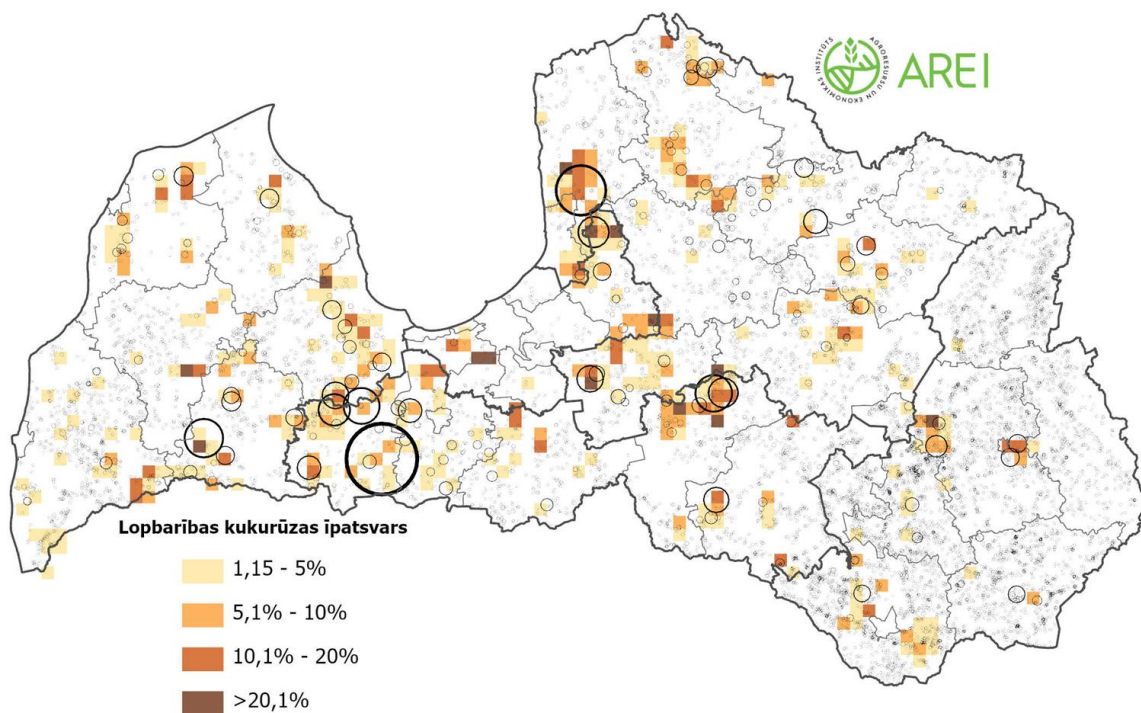 AGRORESURSU UN EKONOMIKAS INSTITŪTS
AREI
Lopbarības kukurūzas īpatsvars
1,15 - 5%
5,1% - 10%
10,1% - 20%
>20,1%